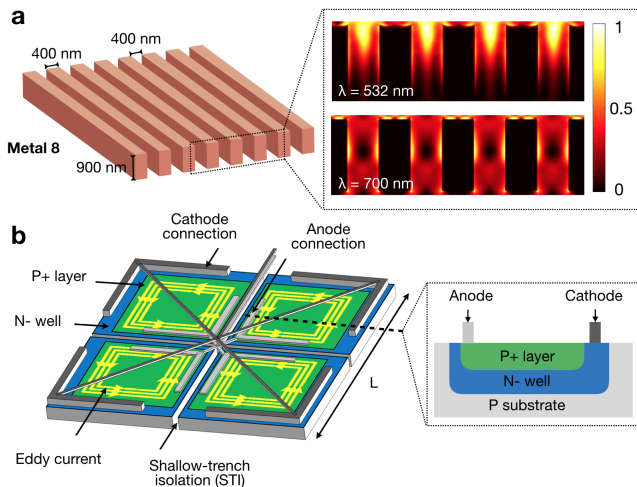 a
400 nm
400 nm
Metal 8
900 nm
λ = 532 nm
λ = 700 nm
1
0.5
0
b
Cathode
connection
Anode
connection
P+ layer
N- well
L
Eddy current
Shallow-trench
isolation (STI)
Anode
Cathode
P+ layer
N- well
P substrate